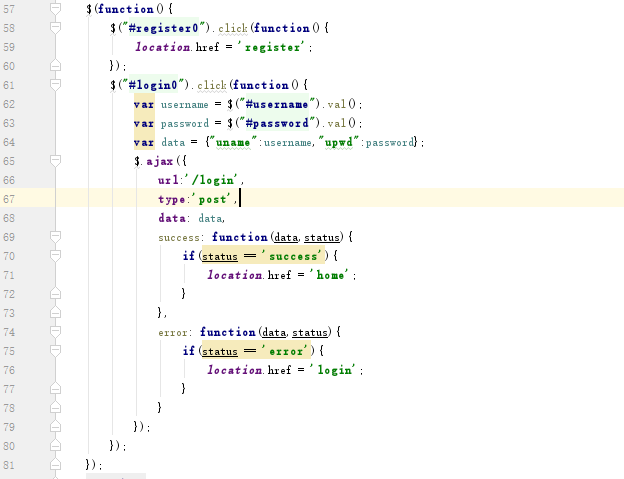 57 $(function(){
58 $("#register0").click(function(){
59 location.href = 'register';
60 });
61 $("#login0").click(function(){
62 var username = $("#username").val();
63 var password = $("#password").val();
64 var data = {"uname":username,"upwd":password};
65 $.ajax({
66 url:'/login',
67 type:'post',
68 data: data,
69 success: function(data,status){
70 if(status == 'success'){
71 location.href = 'home';
72 }
73 },
74 error: function(data,status){
75 if(status == 'error'){
76 location.href = 'login';
77 }
78 }
79 });
80 });
81 });